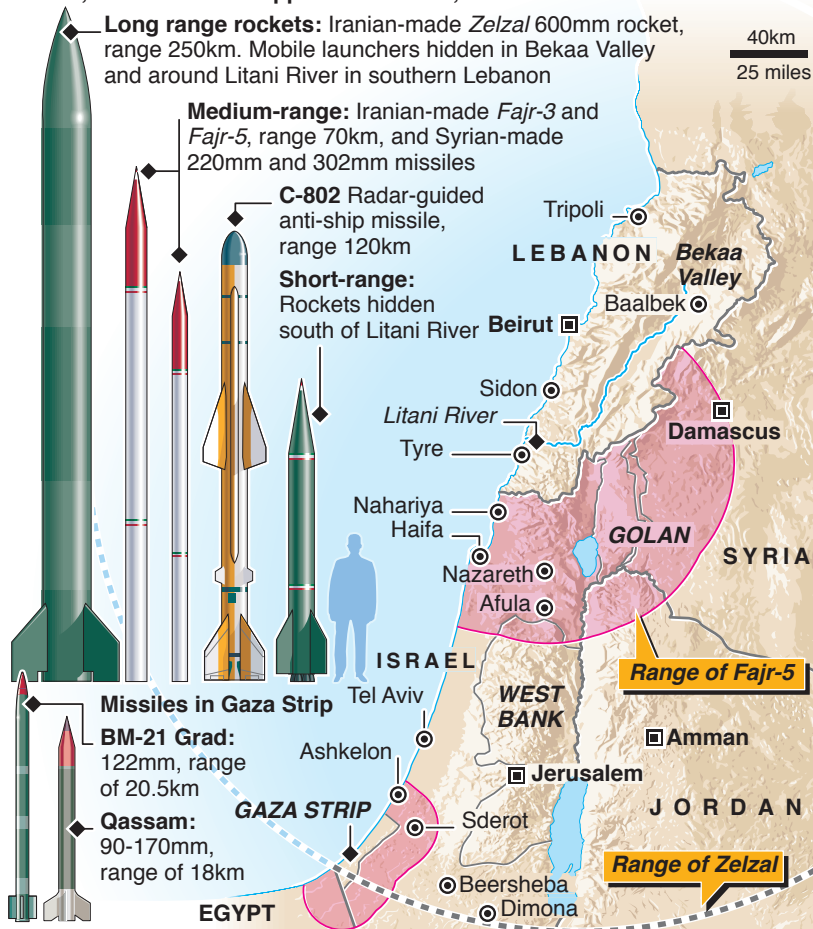 Long range rockets: Iranian-made Zelzal 600mm rocket,
range 250km. Mobile launchers hidden in Bekaa Valley
and around Litani River in southern Lebanon
40km
25 miles
Medium-range: Iranian-made Fajr-3 and
Fajr-5, range 70km, and Syrian-made
220mm and 302mm missiles
C-802 Radar-guided
anti-ship missile,
range 120km
Short-range:
Rockets hidden
south of Litani River
Tripoli
LEBANON
Bekaa
Valley
Baalbek
Beirut
Sidon
Litani River
Damascus
Tyre
Nahariya
Haifa
GOLAN
SYRIA
Nazareth
Afula
ISRAEL
Range of Fajr-5
Missiles in Gaza Strip
BM-21 Grad:
122mm, range
of 20.5km
Qassam:
90-170mm,
range of 18km
Tel Aviv
WEST
BANK
Amman
Ashkelon
Jerusalem
GAZA STRIP
Sderot
JORDAN
Range of Zelzal
Beersheba
Dimona
EGYPT